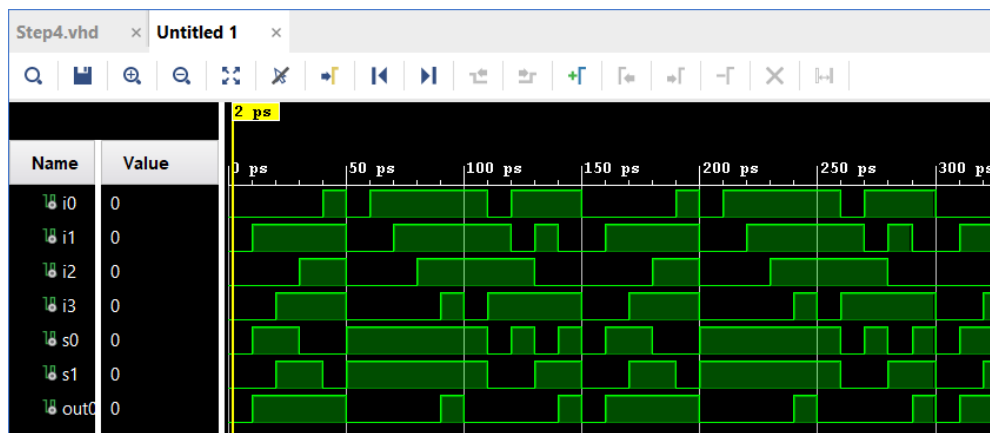 Step4.vhd × Untitled 1 ×
2 ps
Name Value
0 ps 50 ps 100 ps 150 ps 200 ps 250 ps 300 ps
i0 0
i1 0
i2 0
i3 0
s0 0
s1 0
out0 0